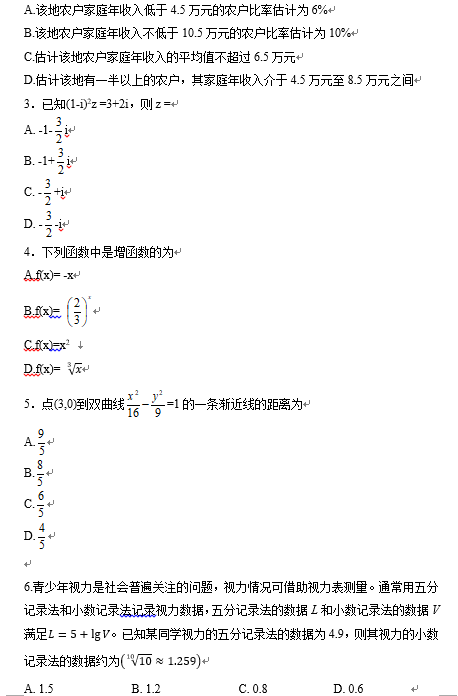 A.该地农户家庭年收入低于 4.5 万元的农户比率估计为 6%
B.该地农户家庭年收入不低于 10.5 万元的农户比率估计为 10%
C.估计该地农户家庭年收入的平均值不超过 6.5 万元
D.估计该地有一半以上的农户，其家庭年收入介于 4.5 万元至 8.5 万元之间
3．已知(1-i)²z =3+2i，则 z =
A. -1-3/2 i
B. -1+3/2 i
C. -3/2+i
D. -3/2-i
4．下列函数中是增函数的为
A.f(x)= -x
B.f(x)= (2/3)ˣ
C.f(x)=x²
D.f(x)= ∛x
5．点(3,0)到双曲线x²/16−y²/9=1 的一条渐近线的距离为
A.9/5
B.8/5
C.6/5
D.4/5
6.青少年视力是社会普遍关注的问题，视力情况可借助视力表测量。通常用五分
记录法和小数记录法记录视力数据，五分记录法的数据 L 和小数记录法的数据 V
满足L = 5 + lg V。已知某同学视力的五分记录法的数据为 4.9，则其视力的小数
记录法的数据约为(¹⁰√10 ≈ 1.259)
A. 1.5 B. 1.2 C. 0.8 D. 0.6